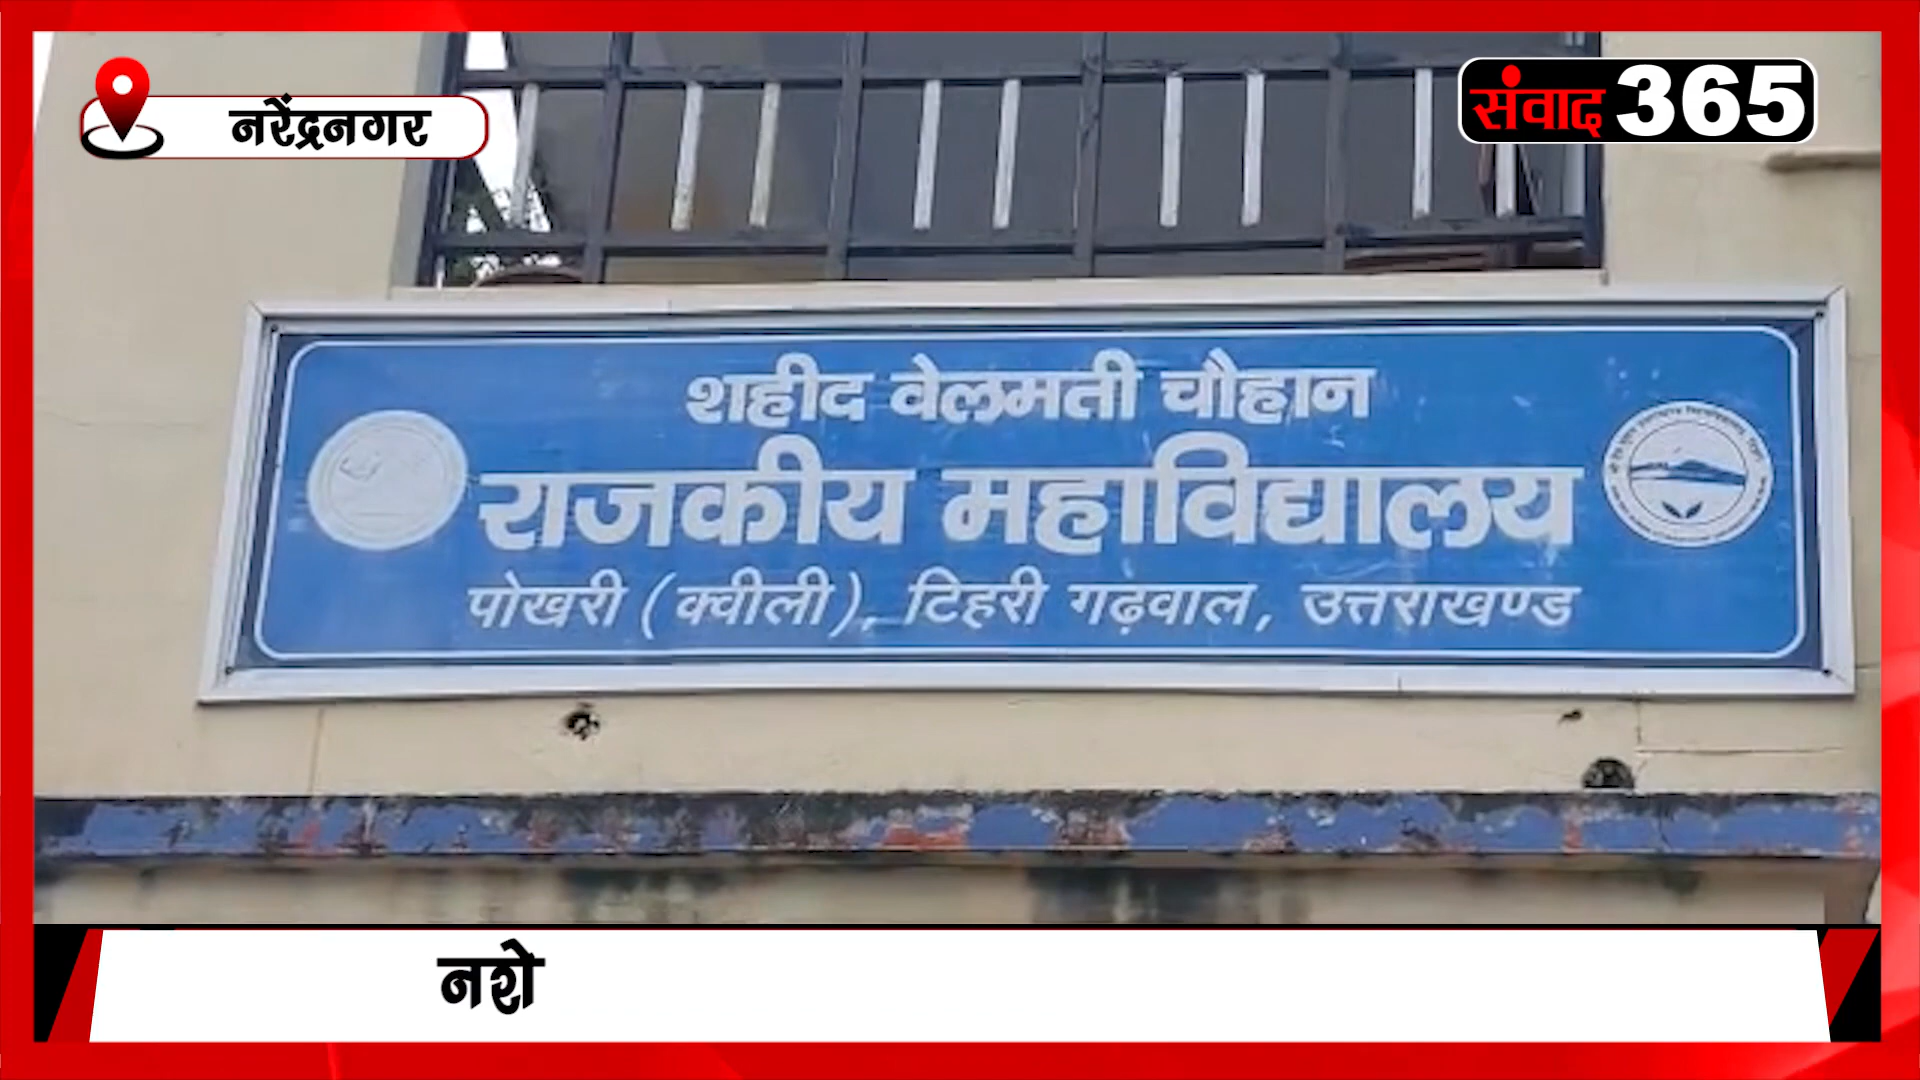 नरेंद्रनगर
संवाद 365
शहीद वेलमती चौहान
राजकीय महाविद्यालय
पोखरी (क्वीली), टिहरी गढ़वाल, उत्तराखण्ड
नशे